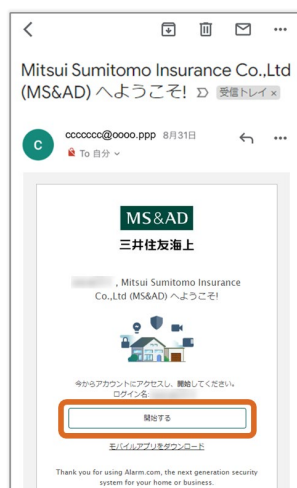 Mitsui Sumitomo Insurance Co.,Ltd
(MS&AD) へようこそ! 受信トレイ ×
c
ccccccc@oooo.ppp 8月31日
To 自分
MS&AD
三井住友海上
, Mitsui Sumitomo Insurance
Co.,Ltd (MS&AD) へようこそ!
今からアカウントにアクセスし、開始してください。
ログイン名:
開始する
モバイルアプリをダウンロード
Thank you for using Alarm.com, the next generation security
system for your home or business.